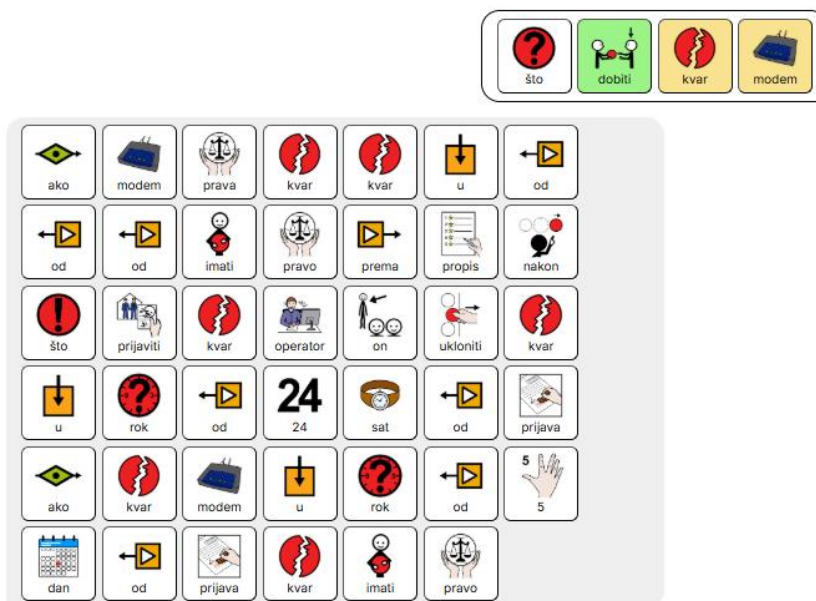 što dobiti kvar modem
ako modem prava kvar kvar u od
od od imati pravo prema propis nakon
što prijaviti kvar operator on ukloniti kvar
u rok od 24 24 sat od prijava
ako kvar modem u rok od 5 5
dan od prijava kvar imati pravo